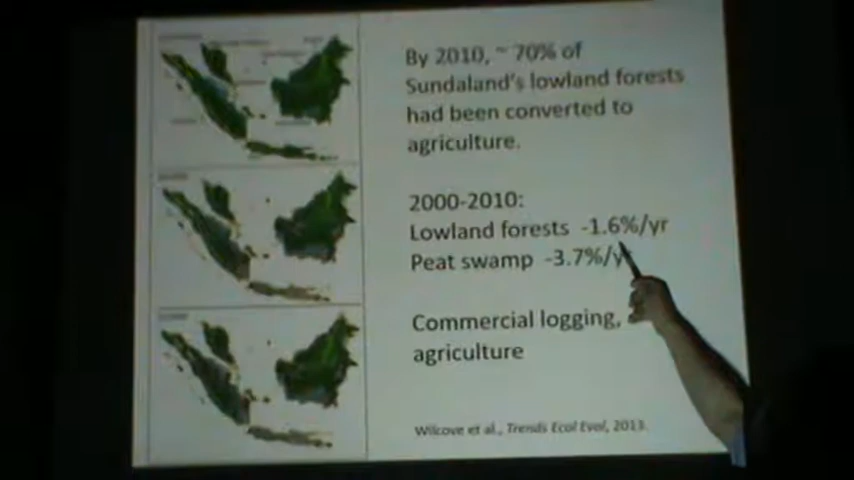 By 2010, ~ 70% of
Sundaland's lowland forests
had been converted to
agriculture.
2000-2010:
Lowland forests -1.6%/yr
Peat swamp -3.7%/y
Commercial logging,
agriculture
Wilcove et al., Trends Ecol Evol, 2013.